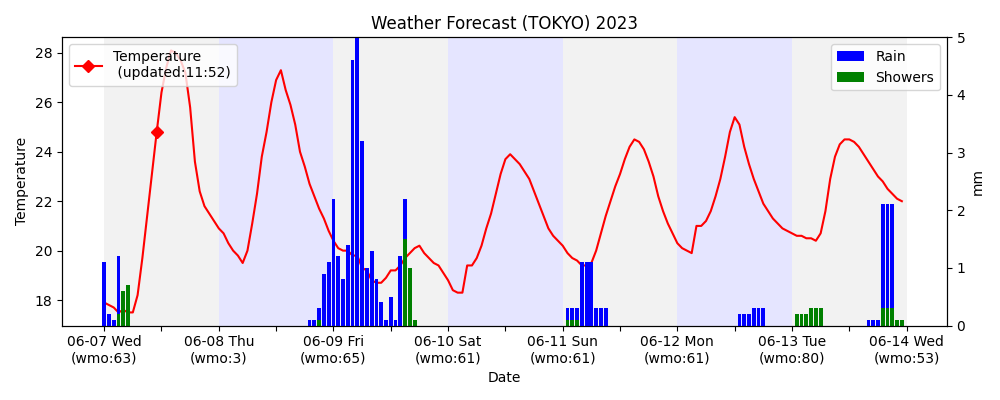 Weather Forecast (TOKYO) 2023
Temperature
(updated:11:52)
Rain
Showers
28
26
24
22
20
18
Temperature
5
4
3
2
1
0
mm
06-07 Wed
(wmo:63)
06-08 Thu
(wmo:3)
06-09 Fri
(wmo:65)
06-10 Sat
(wmo:61)
06-11 Sun
(wmo:61)
06-12 Mon
(wmo:61)
06-13 Tue
(wmo:80)
06-14 Wed
(wmo:53)
Date